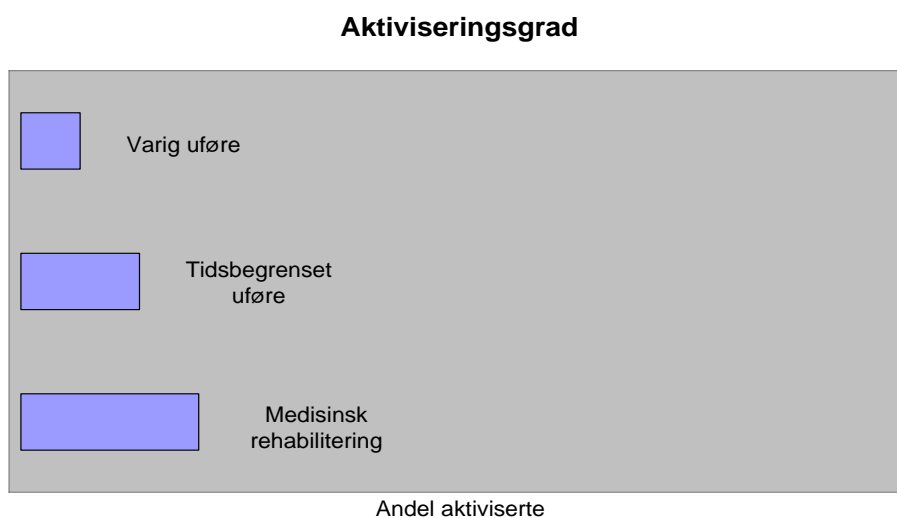 Aktiviseringsgrad
Varig uføre
Tidsbegrenset
uføre
Medisinsk
rehabilitering
Andel aktiviserte